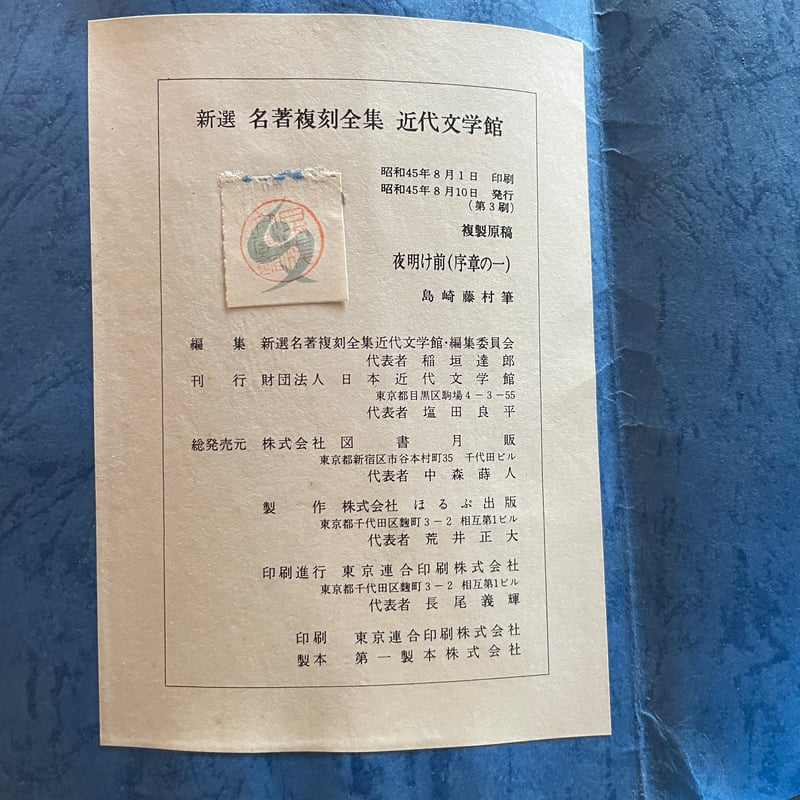 新選 名著複刻全集 近代文学館
昭和45年8月1日 印刷
昭和45年8月10日 発行
(第3刷)
複製原稿
夜明け前(序章の一)
島崎藤村筆
編集 新選名著複刻全集近代文学館・編集委員会
代表者 稲垣達郎
刊行 財団法人 日本近代文学館
東京都目黒区駒場4-3-55
代表者 塩田良平
総発売元 株式会社 図書月販
東京都新宿区市谷本村町35 千代田ビル
代表者 中森蒔人
製作 株式会社 ほるぷ出版
東京都千代田区麴町3-2 相互第1ビル
代表者 荒井正大
印刷進行 東京連合印刷株式会社
東京都千代田区麴町3-2 相互第1ビル
代表者 長尾義輝
印刷 東京連合印刷株式会社
製本 第一製本株式会社